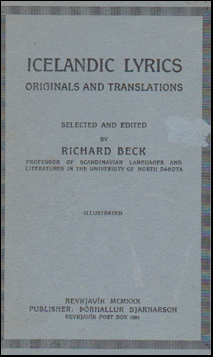 ICELANDIC LYRICS
ORIGINALS AND TRANSLATIONS
SELECTED AND EDITED
BY
RICHARD BECK
PROFESSOR OF SCANDINAVIAN LANGUAGES AND
LITERATURES IN THE UNIVERSITY OF NORTH DAKOTA
ILLUSTRATED
REYKJAVÍK MCMXXX
PUBLISHER: ÞÓRHALLUR BJARNARSON
REYKJAVÍK POST BOX 1001